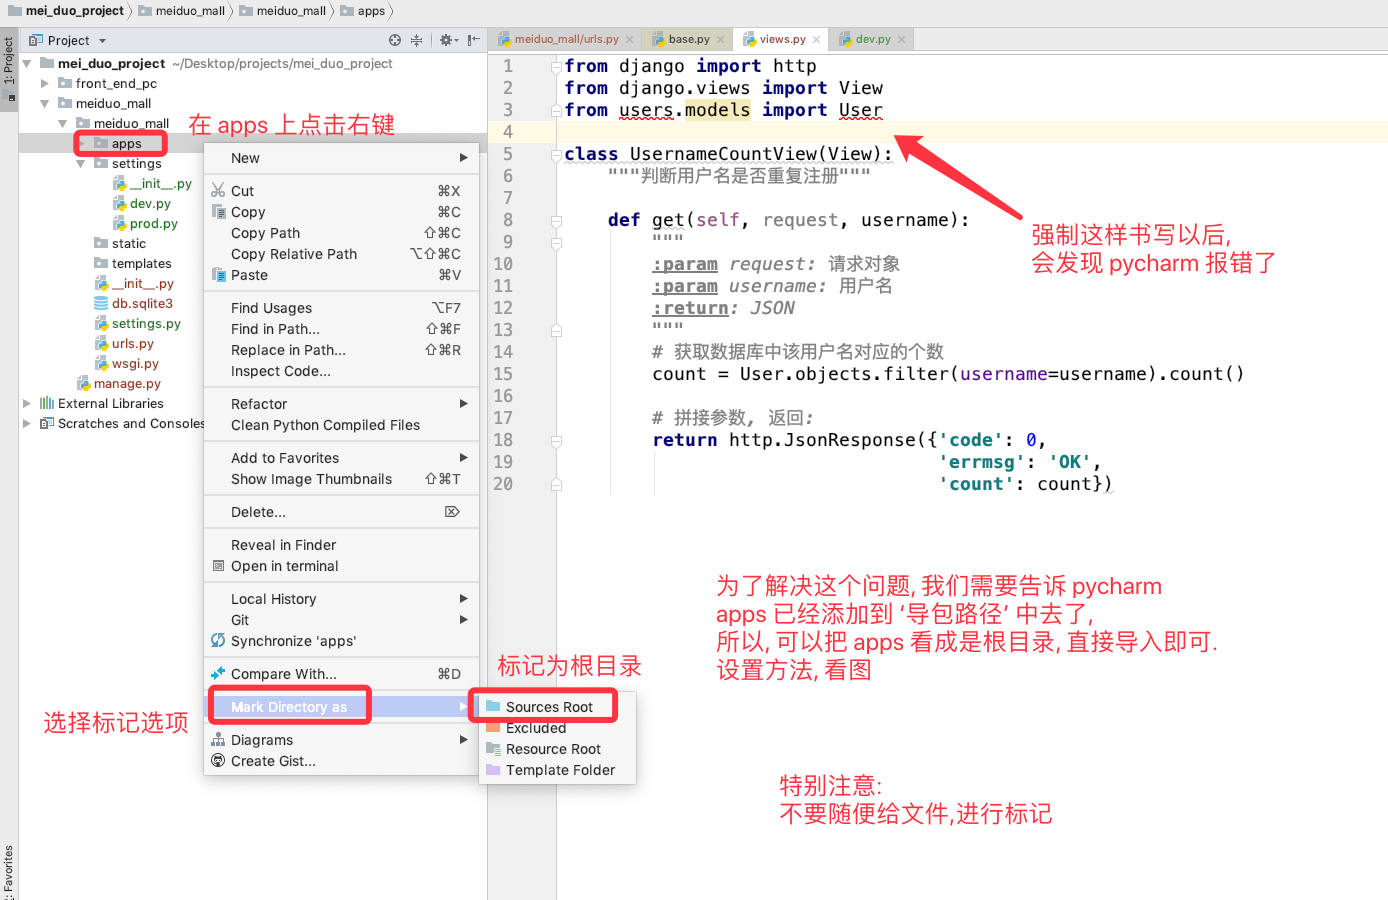 mei_duo_project meiduo_mall meiduo_mall apps
1: Project
Project
meiduo_mall/urls.py base.py views.py dev.py
mei_duo_project ~/Desktop/projects/mei_duo_project
front_end_pc
meiduo_mall
meiduo_mall
apps
settings
__init__.py
dev.py
prod.py
static
templates
__init__.py
db.sqlite3
settings.py
urls.py
wsgi.py
manage.py
External Libraries
Scratches and Consoles
在 apps 上点击右键
New
Cut ⌘X
Copy ⇧⌘C
Copy Path ⇧⌘C
Copy Relative Path ⌥⇧⌘C
Paste ⌘V
Find Usages ⌥F7
Find in Path... ⇧⌘F
Replace in Path... ⇧⌘R
Inspect Code...
Refactor
Clean Python Compiled Files
Add to Favorites
Show Image Thumbnails ⇧⌘T
Delete... ⌦
Reveal in Finder
Open in terminal
Local History
Git
Synchronize 'apps'
Compare With... ⌘D
Mark Directory as
Diagrams
Create Gist...
选择标记选项
标记为根目录
Sources Root
Excluded
Resource Root
Template Folder
1 from django import http
2 from django.views import View
3 from users.models import User
4
5 class UsernameCountView(View):
6 """判断用户名是否重复注册"""
7
8 def get(self, request, username):
9 """
10 :param request: 请求对象
11 :param username: 用户名
12 :return: JSON
13 """
14 # 获取数据库中该用户名对应的个数
15 count = User.objects.filter(username=username).count()
16
17 # 拼接参数, 返回:
18 return http.JsonResponse({'code': 0,
19 'errmsg': 'OK',
20 'count': count})
强制这样书写以后,
会发现 pycharm 报错了
为了解决这个问题, 我们需要告诉 pycharm
apps 已经添加到 ‘导包路径’ 中去了,
所以, 可以把 apps 看成是根目录, 直接导入即可.
设置方法, 看图
特别注意:
不要随便给文件,进行标记
2: Favorites